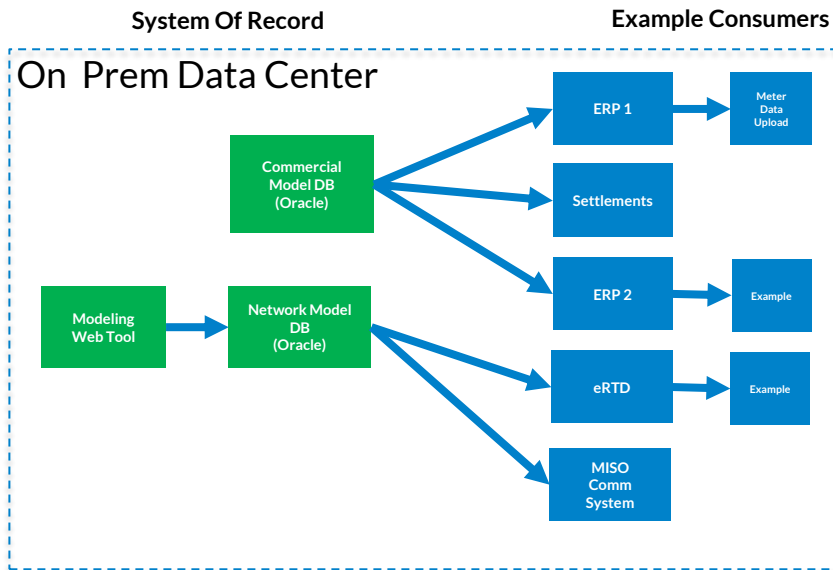 System Of Record
Example Consumers
On Prem Data Center
ERP 1
Meter
Data
Upload
Commercial
Model DB
(Oracle)
Settlements
ERP 2
Example
Modeling
Web Tool
Network Model
DB
(Oracle)
eRTD
Example
MISO
Comm
System